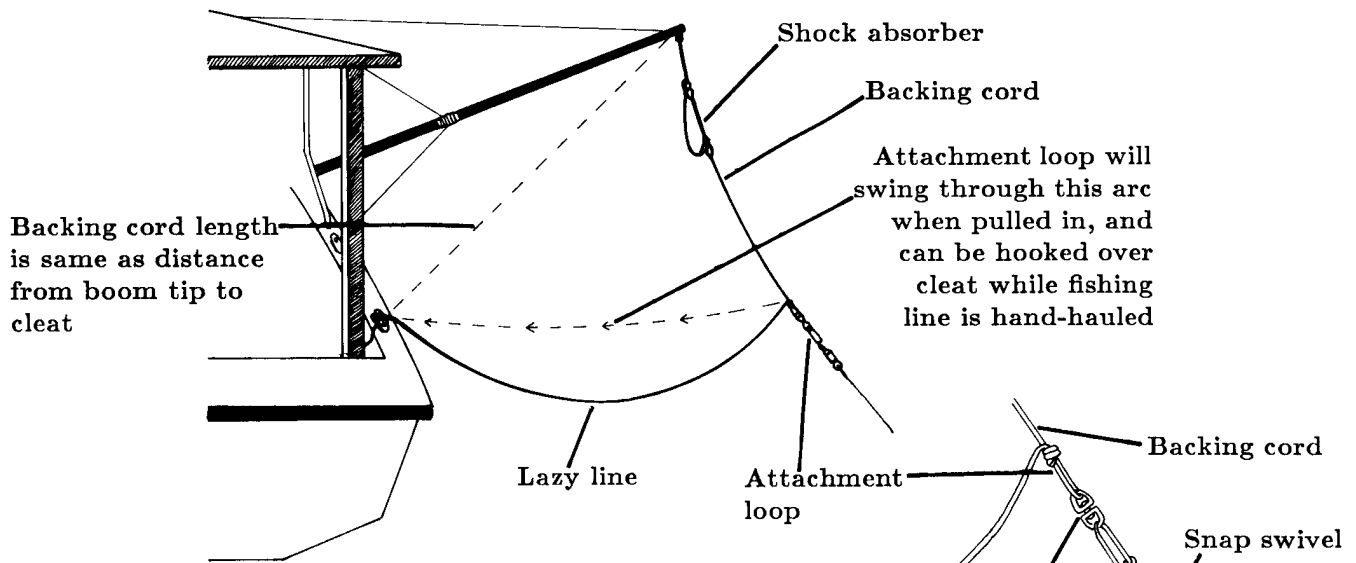 Shock absorber
Backing cord
Attachment loop will
swing through this arc
when pulled in, and
can be hooked over
cleat while fishing
line is hand-hauled
Backing cord length
is same as distance
from boom tip to
cleat
Lazy line
Attachment
loop
Backing cord
Snap swivel